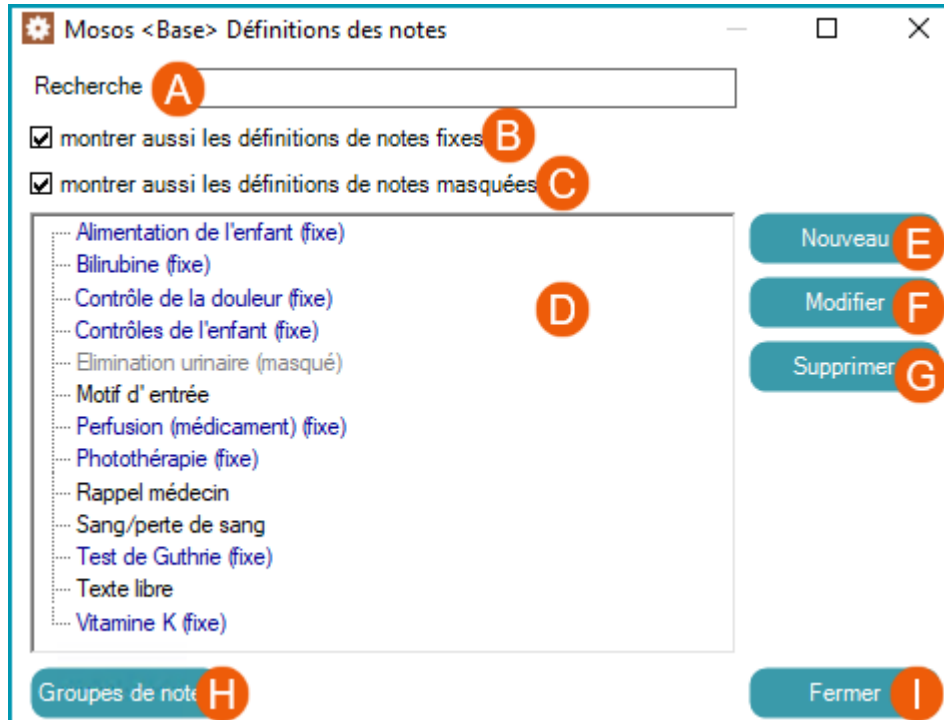 Mosos <Base> Définitions des notes
Recherche A
montrer aussi les définitions de notes fixes B
montrer aussi les définitions de notes masquées C
Alimentation de l'enfant (fixe)
Nouveau E
Bilirubine (fixe)
Contrôle de la douleur (fixe)
D
Modifier F
Contrôles de l'enfant (fixe)
Elimination urinaire (masqué)
Supprimer G
Motif d' entrée
Perfusion (médicament) (fixe)
Photothérapie (fixe)
Rappel médecin
Sang/perte de sang
Test de Guthrie (fixe)
Texte libre
Vitamine K (fixe)
Groupes de note H
Fermer I